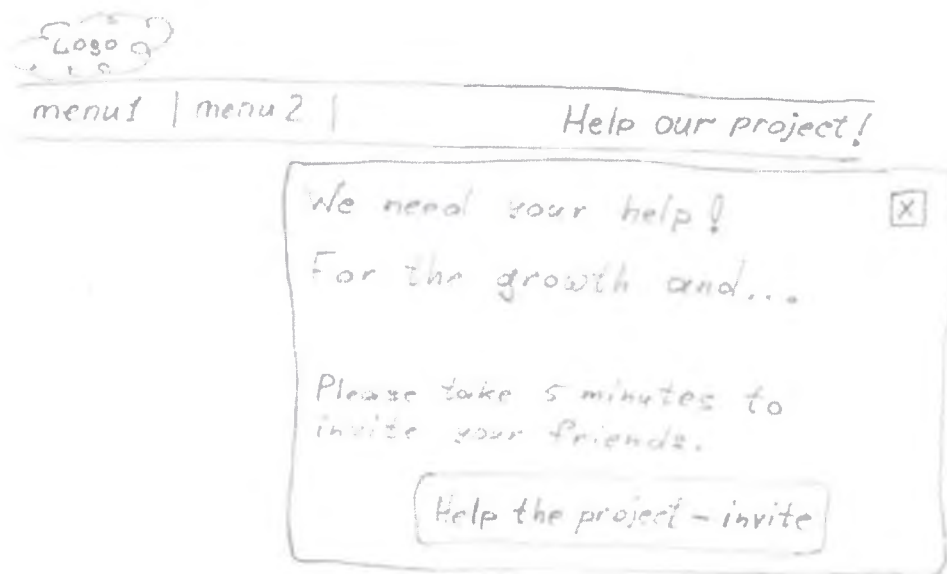 Logo
menu1 | menu2 | Help our project!
We need your help! X
For the growth and...
Please take 5 minutes to
invite your friends.
Help the project - invite